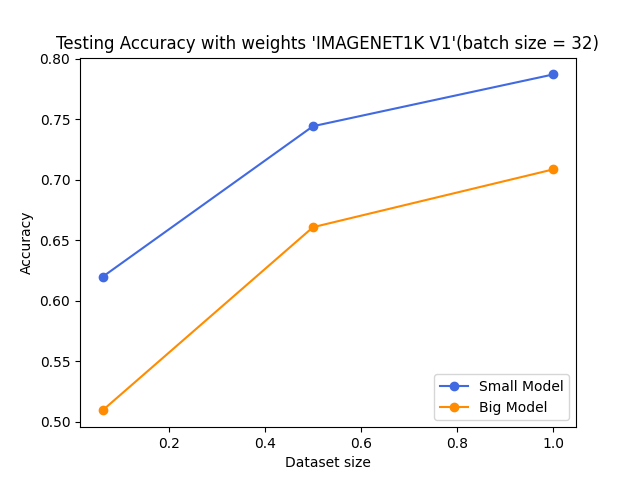 Testing Accuracy with weights 'IMAGENET1K V1'(batch size = 32)
Accuracy
0.80
0.75
0.70
0.65
0.60
0.55
0.50
0.2
0.4
0.6
0.8
1.0
Dataset size
Small Model
Big Model